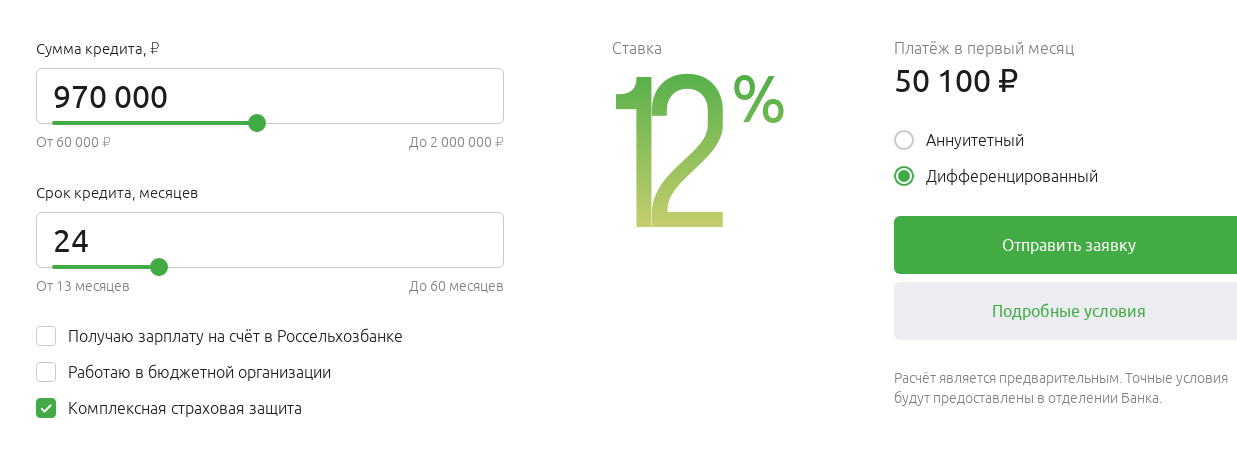 Сумма кредита, ₽
970 000
От 60 000 ₽
До 2 000 000 ₽
Срок кредита, месяцев
24
От 13 месяцев
До 60 месяцев
Получаю зарплату на счёт в Россельхозбанке
Работаю в бюджетной организации
Комплексная страховая защита
Ставка
12%
Платёж в первый месяц
50 100 ₽
Аннуитетный
Дифференцированный
Отправить заявку
Подробные условия
Расчёт является предварительным. Точные условия
будут предоставлены в отделении Банка.